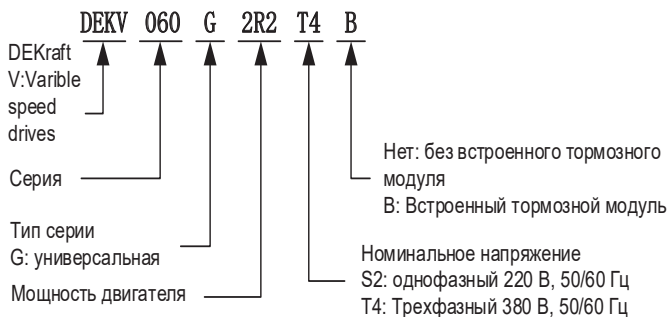 DEKV 060 G 2R2 T4 B
DEKraft
V:Varible
speed
drives
Серия
Тип серии
G: универсальная
Мощность двигателя
Нет: без встроенного тормозного
модуля
B: Встроенный тормозной модуль
Номинальное напряжение
S2: однофазный 220 В, 50/60 Гц
T4: Трехфазный 380 В, 50/60 Гц